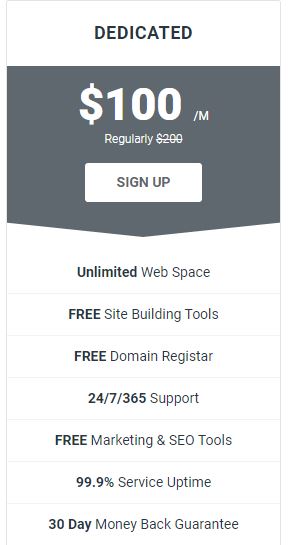 DEDICATED
$100 /M
Regularly $200
SIGN UP
Unlimited Web Space
FREE Site Building Tools
FREE Domain Registar
24/7/365 Support
FREE Marketing & SEO Tools
99.9% Service Uptime
30 Day Money Back Guarantee